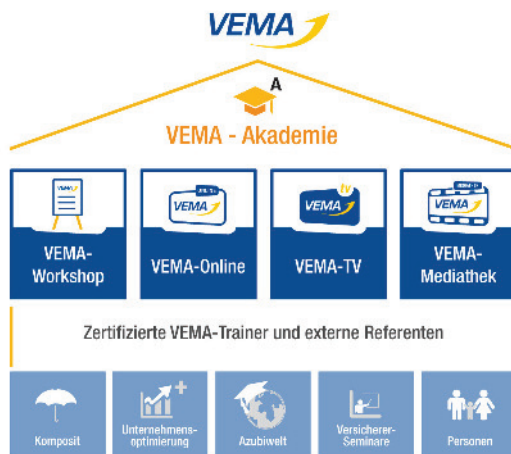 VEMA
A
VEMA - Akademie
VEMA
VEMA
tv
VEMA
VEMA
VEMA-
Workshop
VEMA-Online
VEMA-TV
VEMA-
Mediathek
Zertifizierte VEMA-Trainer und externe Referenten
Komposit
Unternehmens-
optimierung
Azubiwelt
Versicherer-
Seminare
Personen